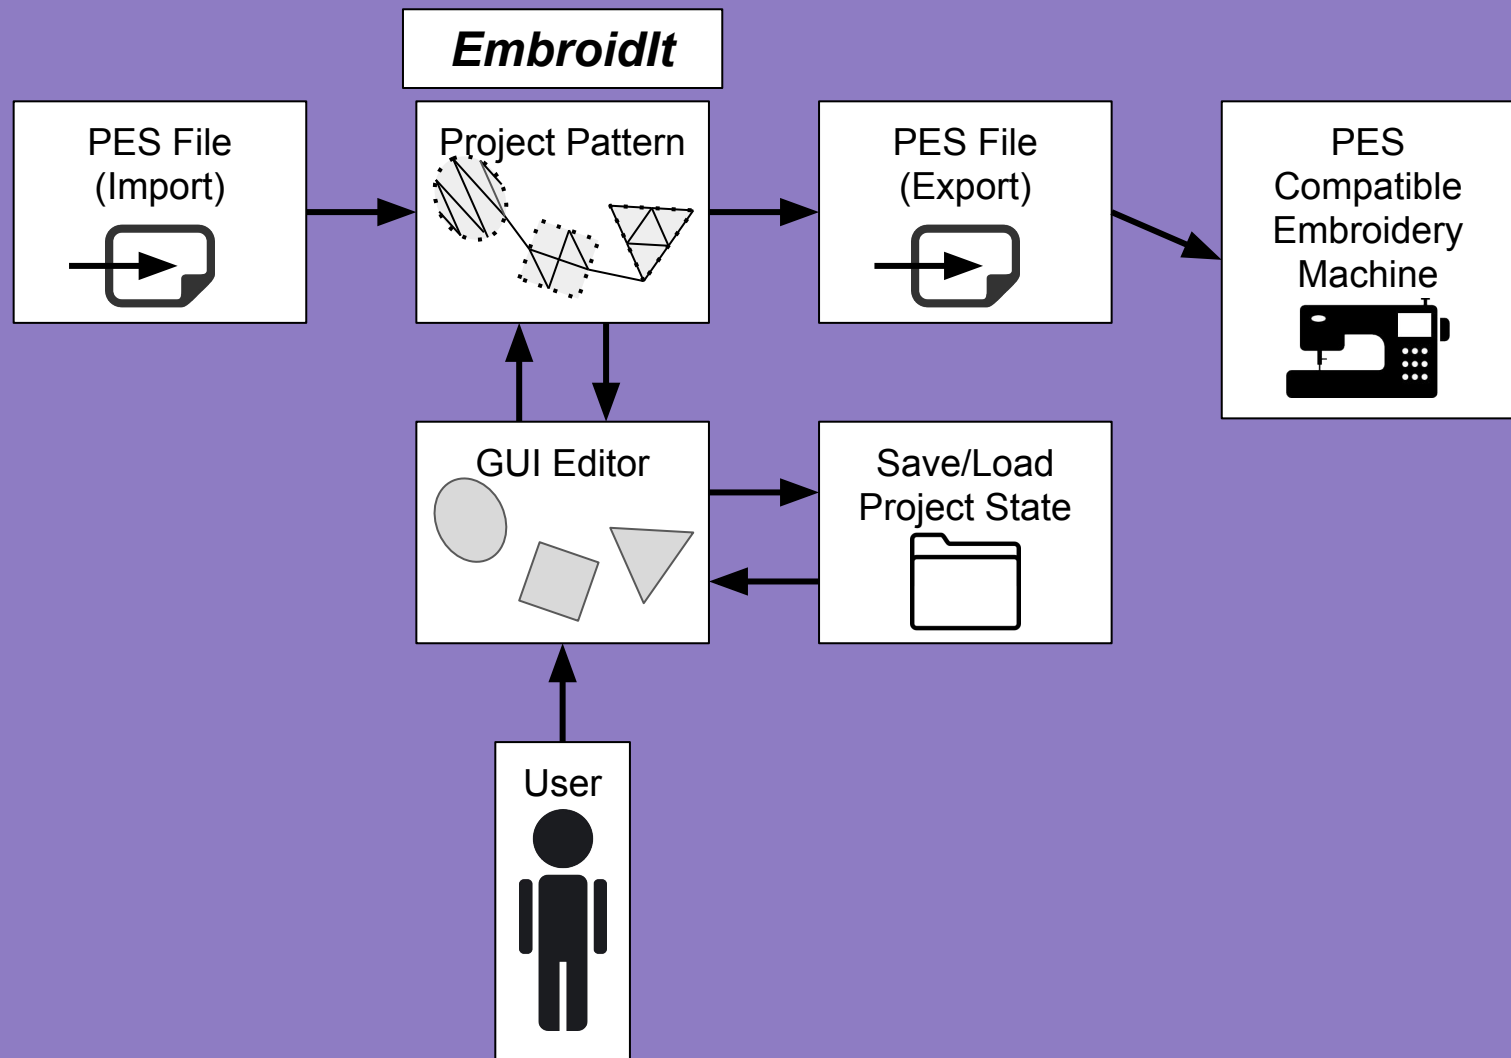 EmbroidIt
PES File
(Import)
Project Pattern
PES File
(Export)
PES
Compatible
Embroidery
Machine
GUI Editor
Save/Load
Project State
User